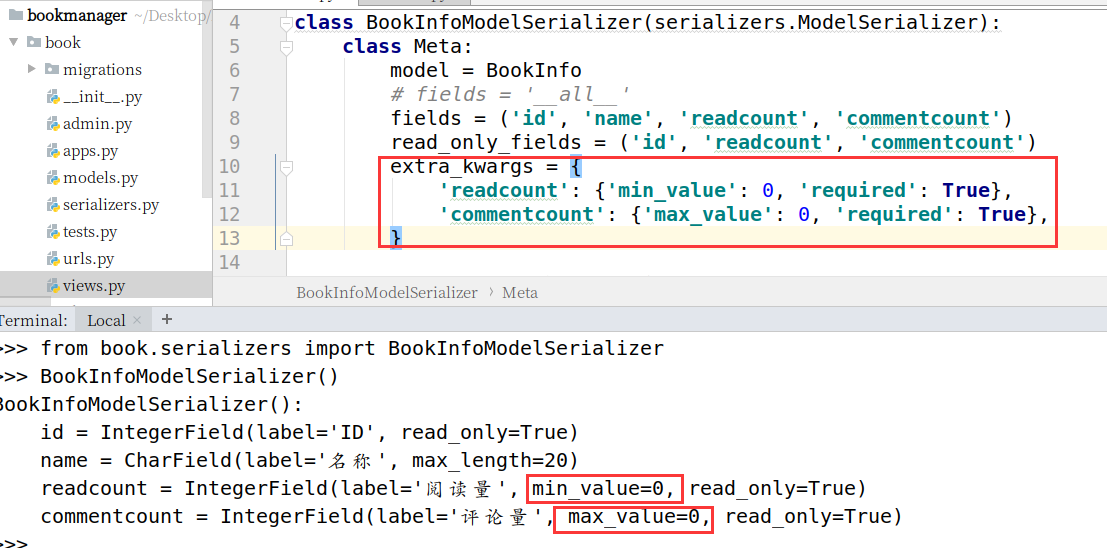 bookmanager ~/Desktop/
book
migrations
__init__.py
admin.py
apps.py
models.py
serializers.py
tests.py
urls.py
views.py
4 class BookInfoModelSerializer(serializers.ModelSerializer):
5 class Meta:
6 model = BookInfo
7 # fields = '__all__'
8 fields = ('id', 'name', 'readcount', 'commentcount')
9 read_only_fields = ('id', 'readcount', 'commentcount')
10 extra_kwargs = {
11 'readcount': {'min_value': 0, 'required': True},
12 'commentcount': {'max_value': 0, 'required': True},
13 }
14
BookInfoModelSerializer › Meta
Terminal: Local × +
>>> from book.serializers import BookInfoModelSerializer
>>> BookInfoModelSerializer()
BookInfoModelSerializer():
id = IntegerField(label='ID', read_only=True)
name = CharField(label='名称', max_length=20)
readcount = IntegerField(label='阅读量', min_value=0, read_only=True)
commentcount = IntegerField(label='评论量', max_value=0, read_only=True)
>>>